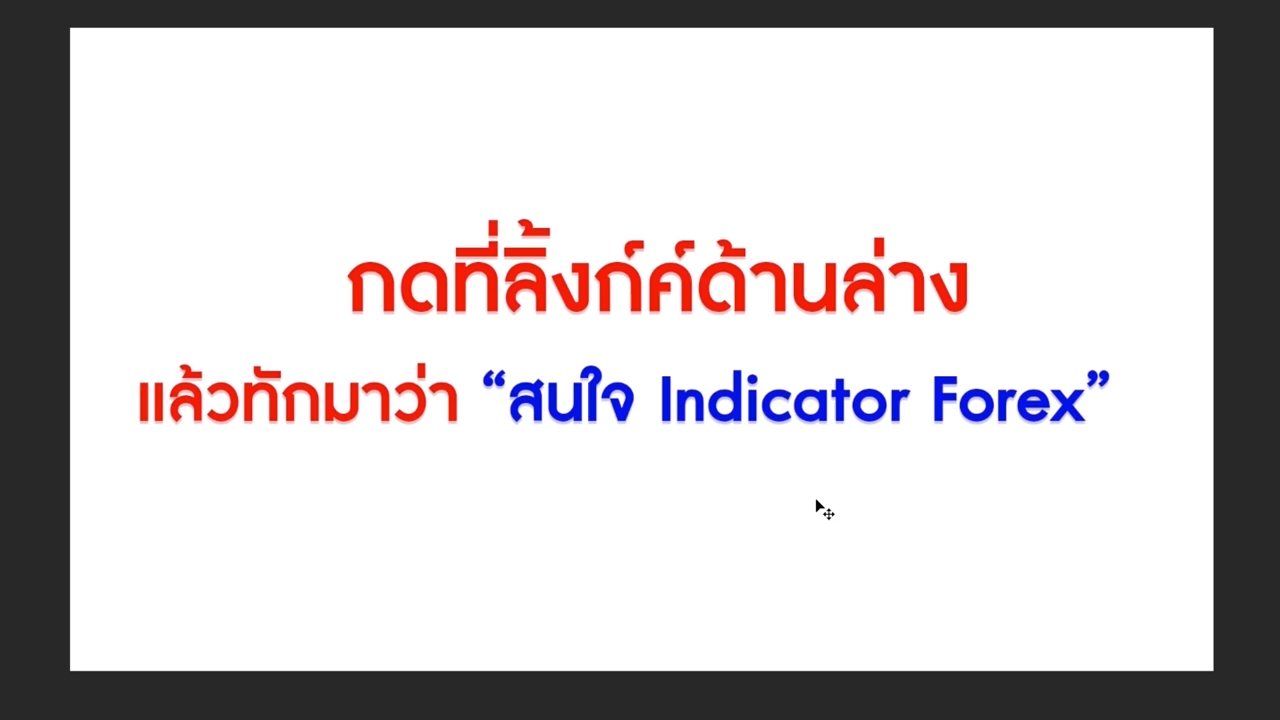 กดที่ลิ้งก์ค์ด้านล่าง
แล้วทักมาว่า “สนใจ Indicator Forex”